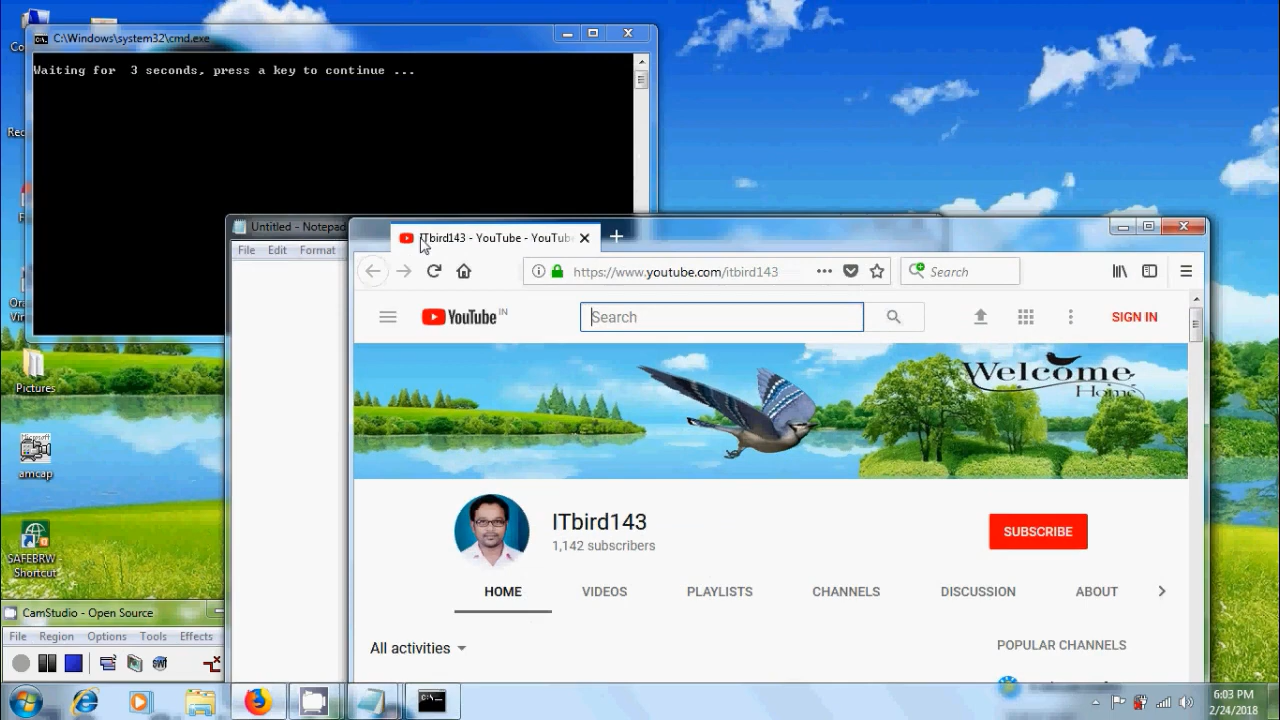 C:\Windows\system32\cmd.exe
Waiting for  3 seconds, press a key to continue ...
Untitled - Notepad
File Edit Format
ITbird143 - YouTube - YouTub
https://www.youtube.com/itbird143
Search
YouTube IN
Search
SIGN IN
Welcome
Home
ITbird143
1,142 subscribers
SUBSCRIBE
HOME VIDEOS PLAYLISTS CHANNELS DISCUSSION ABOUT
All activities
POPULAR CHANNELS
Pictures
Microsoft
amcap
SAFEBRW -
Shortcut
CamStudio - Open Source
File Region Options Tools Effects
6:03 PM
2/24/2018